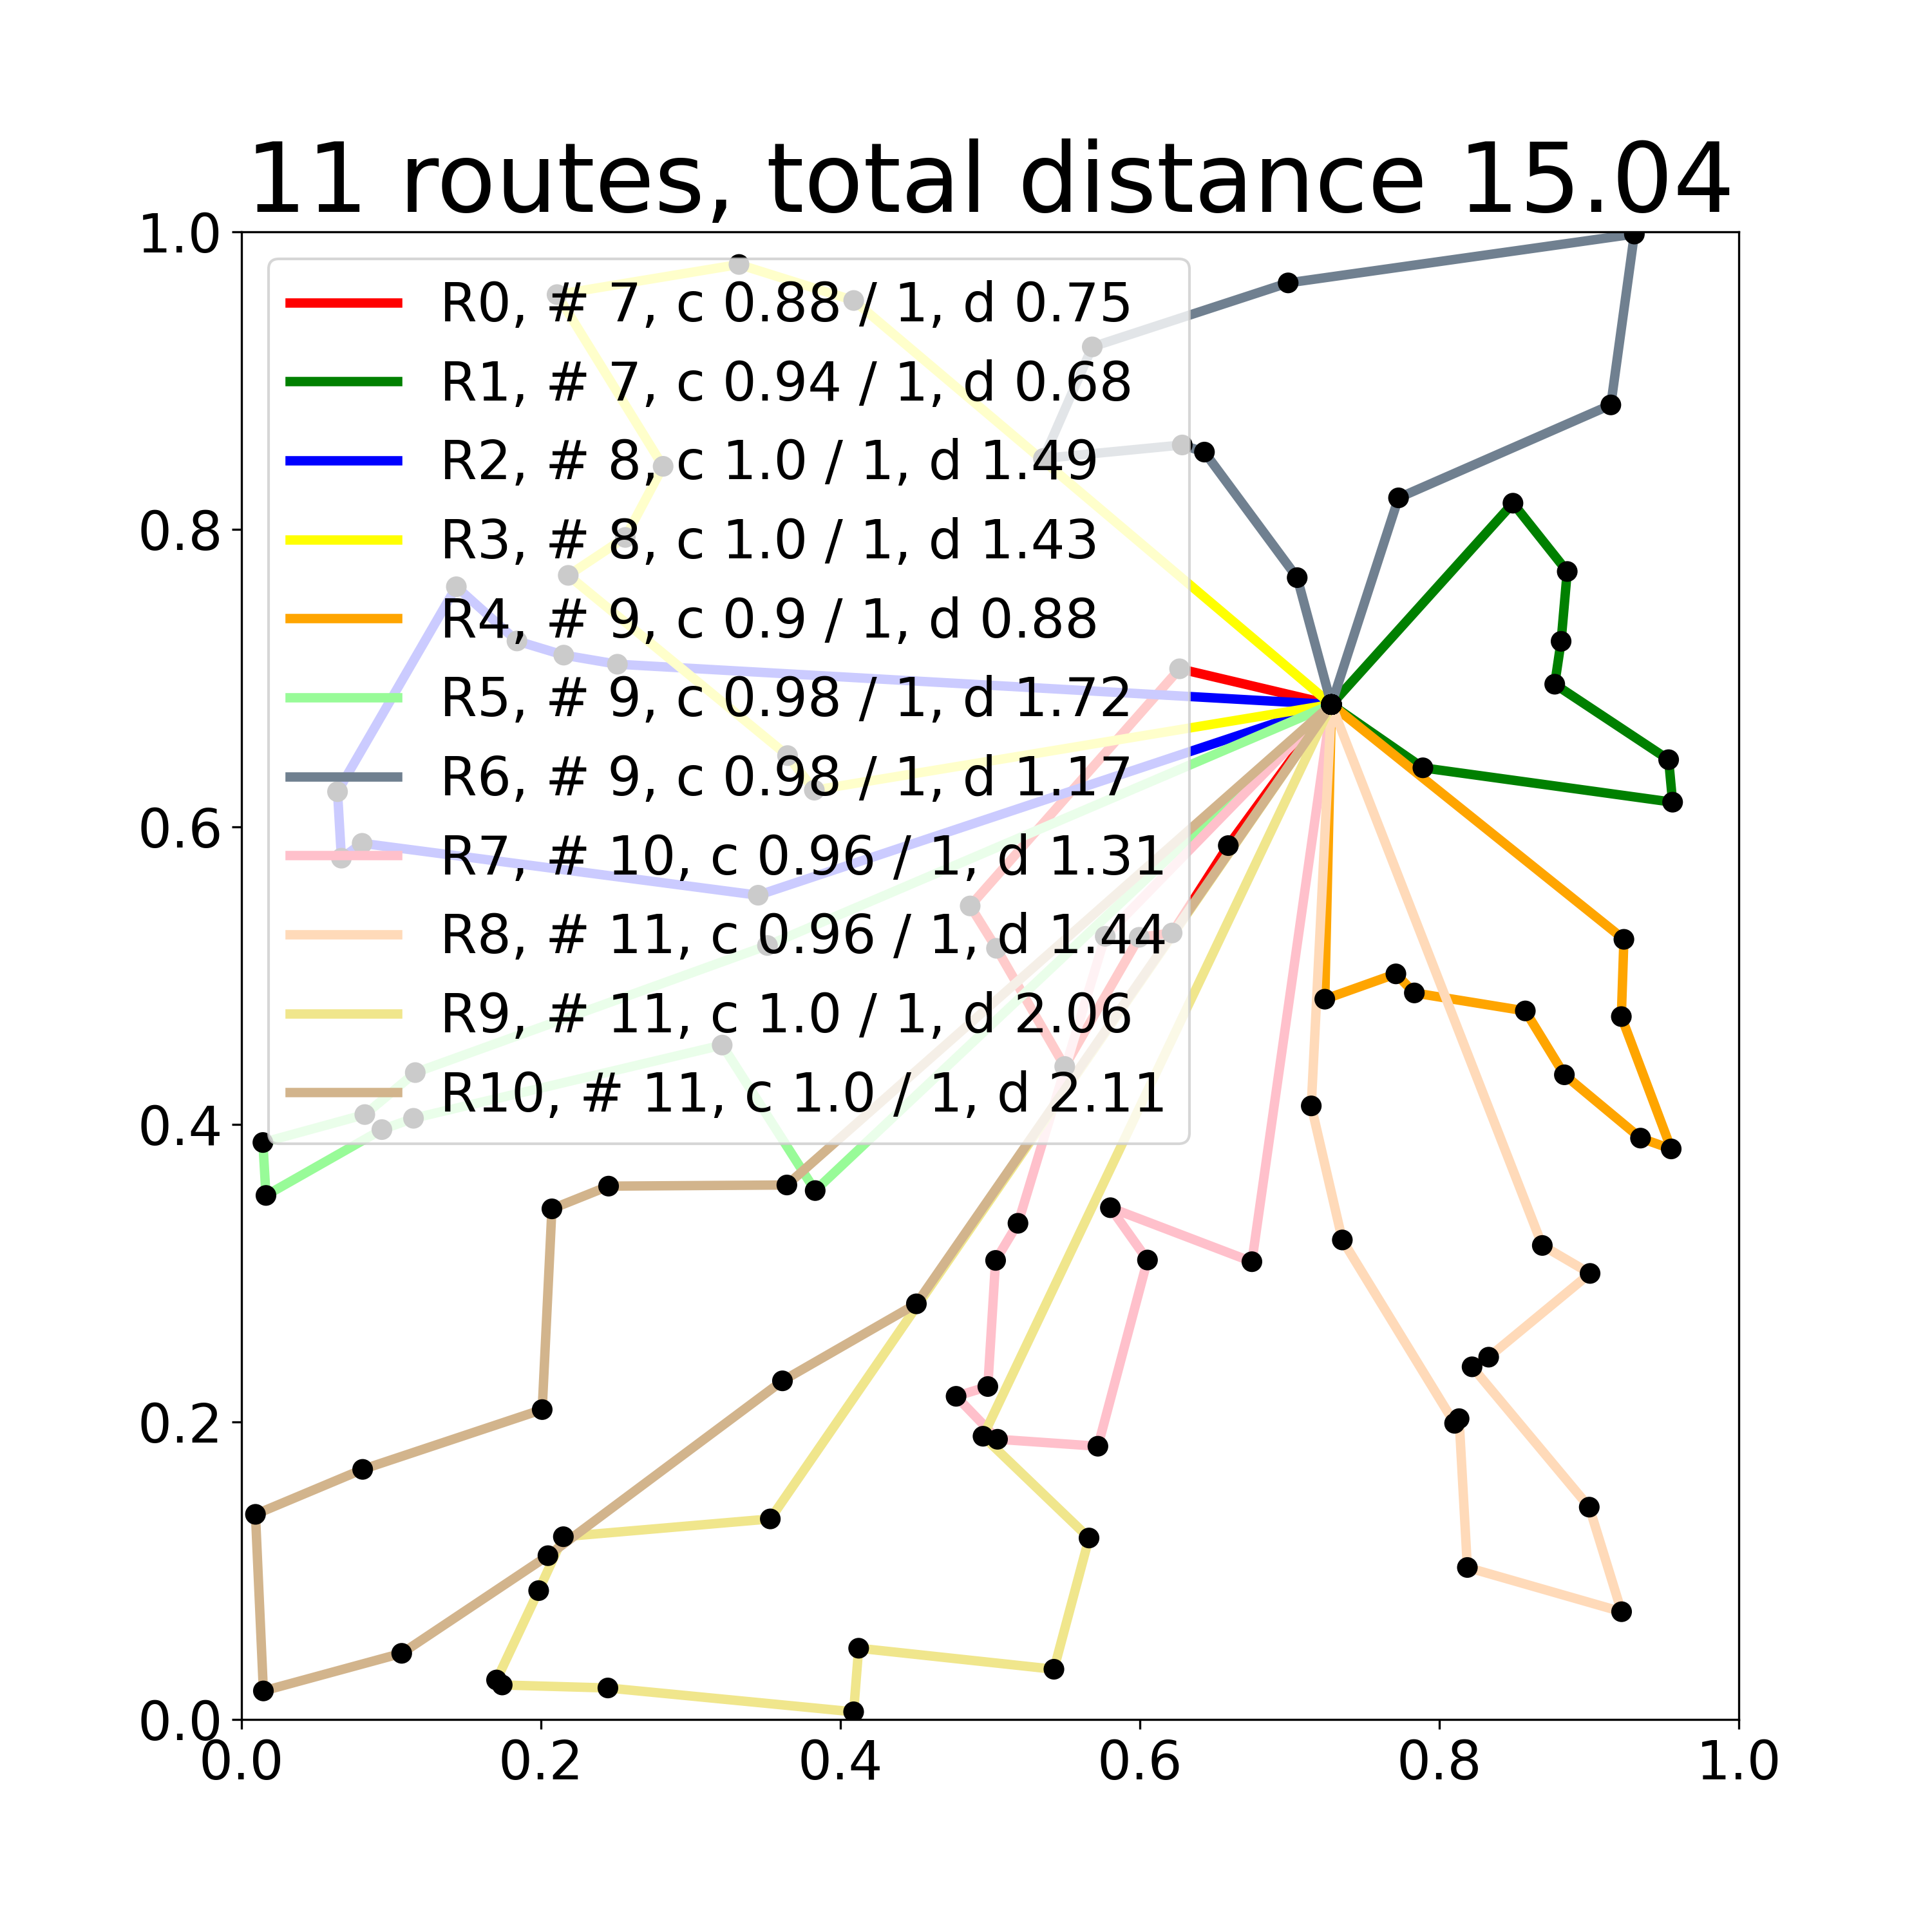 11 routes, total distance 15.04
1.0
0.8
0.6
0.4
0.2
0.0
R0, # 7, c 0.88 / 1, d 0.75
R1, # 7, c 0.94 / 1, d 0.68
R2, # 8, c 1.0 / 1, d 1.49
R3, # 8, c 1.0 / 1, d 1.43
R4, # 9, c 0.9 / 1, d 0.88
R5, # 9, c 0.98 / 1, d 1.72
R6, # 9, c 0.98 / 1, d 1.17
R7, # 10, c 0.96 / 1, d 1.31
R8, # 11, c 0.96 / 1, d 1.44
R9, # 11, c 1.0 / 1, d 2.06
R10, # 11, c 1.0 / 1, d 2.11
0.0 0.2 0.4 0.6 0.8 1.0